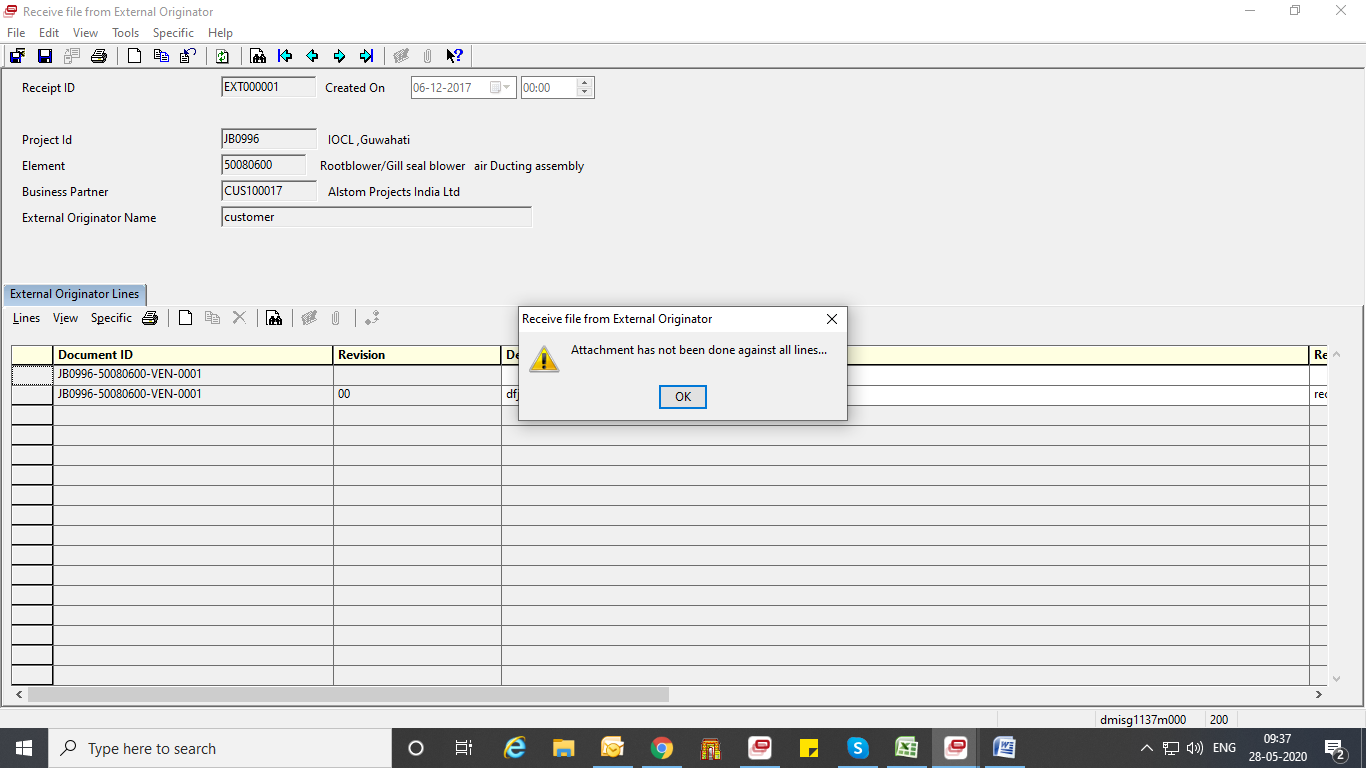 Receive file from External Originator
File Edit View Tools Specific Help
Receipt ID EXT000001 Created On 06-12-2017 00:00
Project Id JB0996 IOCL ,Guwahati
Element 50080600 Rootblower/Gill seal blower air Ducting assembly
Business Partner CUS100017 Alstom Projects India Ltd
External Originator Name customer
External Originator Lines
Lines View Specific
Receive file from External Originator
Attachment has not been done against all lines...
OK
Document ID Revision De Re
JB0996-50080600-VEN-0001
JB0996-50080600-VEN-0001 00 dfj rec
dmisg1137m000 200
Type here to search
ENG 09:37
28-05-2020 2